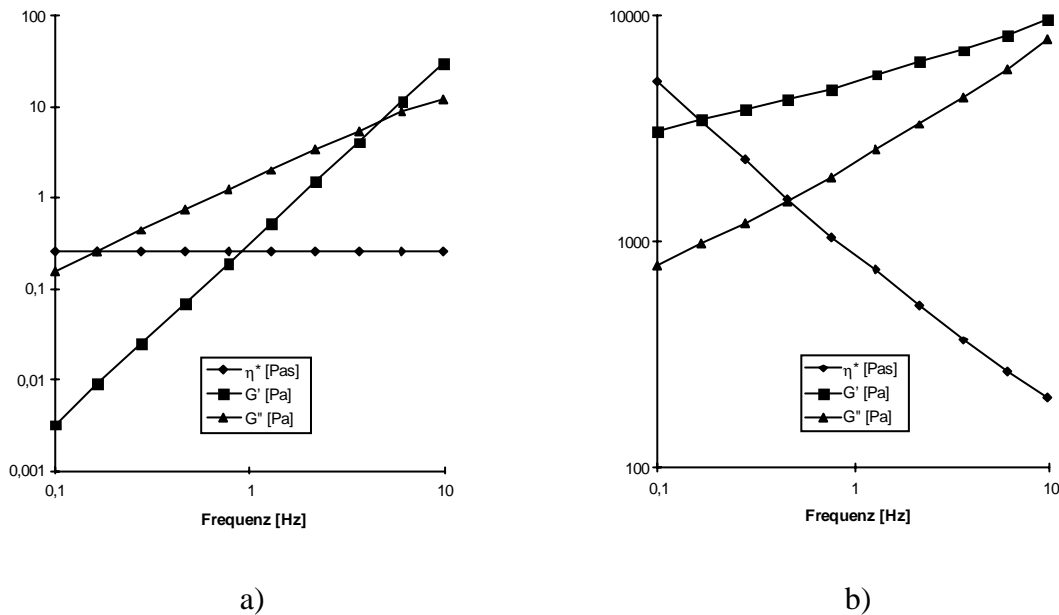 100
10
1
0,1
0,01
0,001
0,1
1
10
Frequenz [Hz]
η* [Pas]
G' [Pa]
G" [Pa]
a)
10000
1000
100
0,1
1
10
Frequenz [Hz]
η* [Pas]
G' [Pa]
G" [Pa]
b)